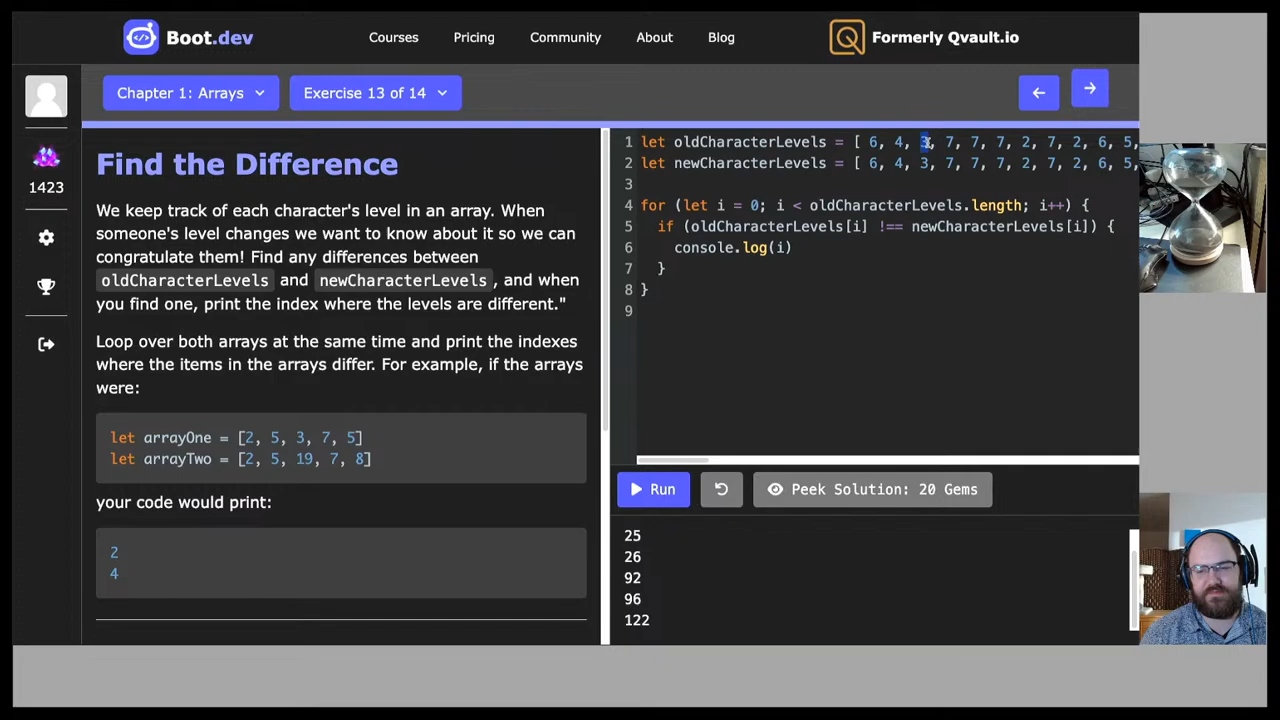 Boot.dev
Courses
Pricing
Community
About
Blog
Formerly Qvault.io
Chapter 1: Arrays
Exercise 13 of 14
1423
Find the Difference
We keep track of each character's level in an array. When
someone's level changes we want to know about it so we can
congratulate them! Find any differences between
oldCharacterLevels and newCharacterLevels, and when
you find one, print the index where the levels are different."
Loop over both arrays at the same time and print the indexes
where the items in the arrays differ. For example, if the arrays
were:
let arrayOne = [2, 5, 3, 7, 5]
let arrayTwo = [2, 5, 19, 7, 8]
your code would print:
2
4
1 let oldCharacterLevels = [ 6, 4, 3, 7, 7, 7, 2, 7, 2, 6, 5,
2 let newCharacterLevels = [ 6, 4, 3, 7, 7, 7, 2, 7, 2, 6, 5,
3
4 for (let i = 0; i < oldCharacterLevels.length; i++) {
5 if (oldCharacterLevels[i] !== newCharacterLevels[i]) {
6 console.log(i)
7 }
8 }
9
Run
Peek Solution: 20 Gems
25
26
92
96
122